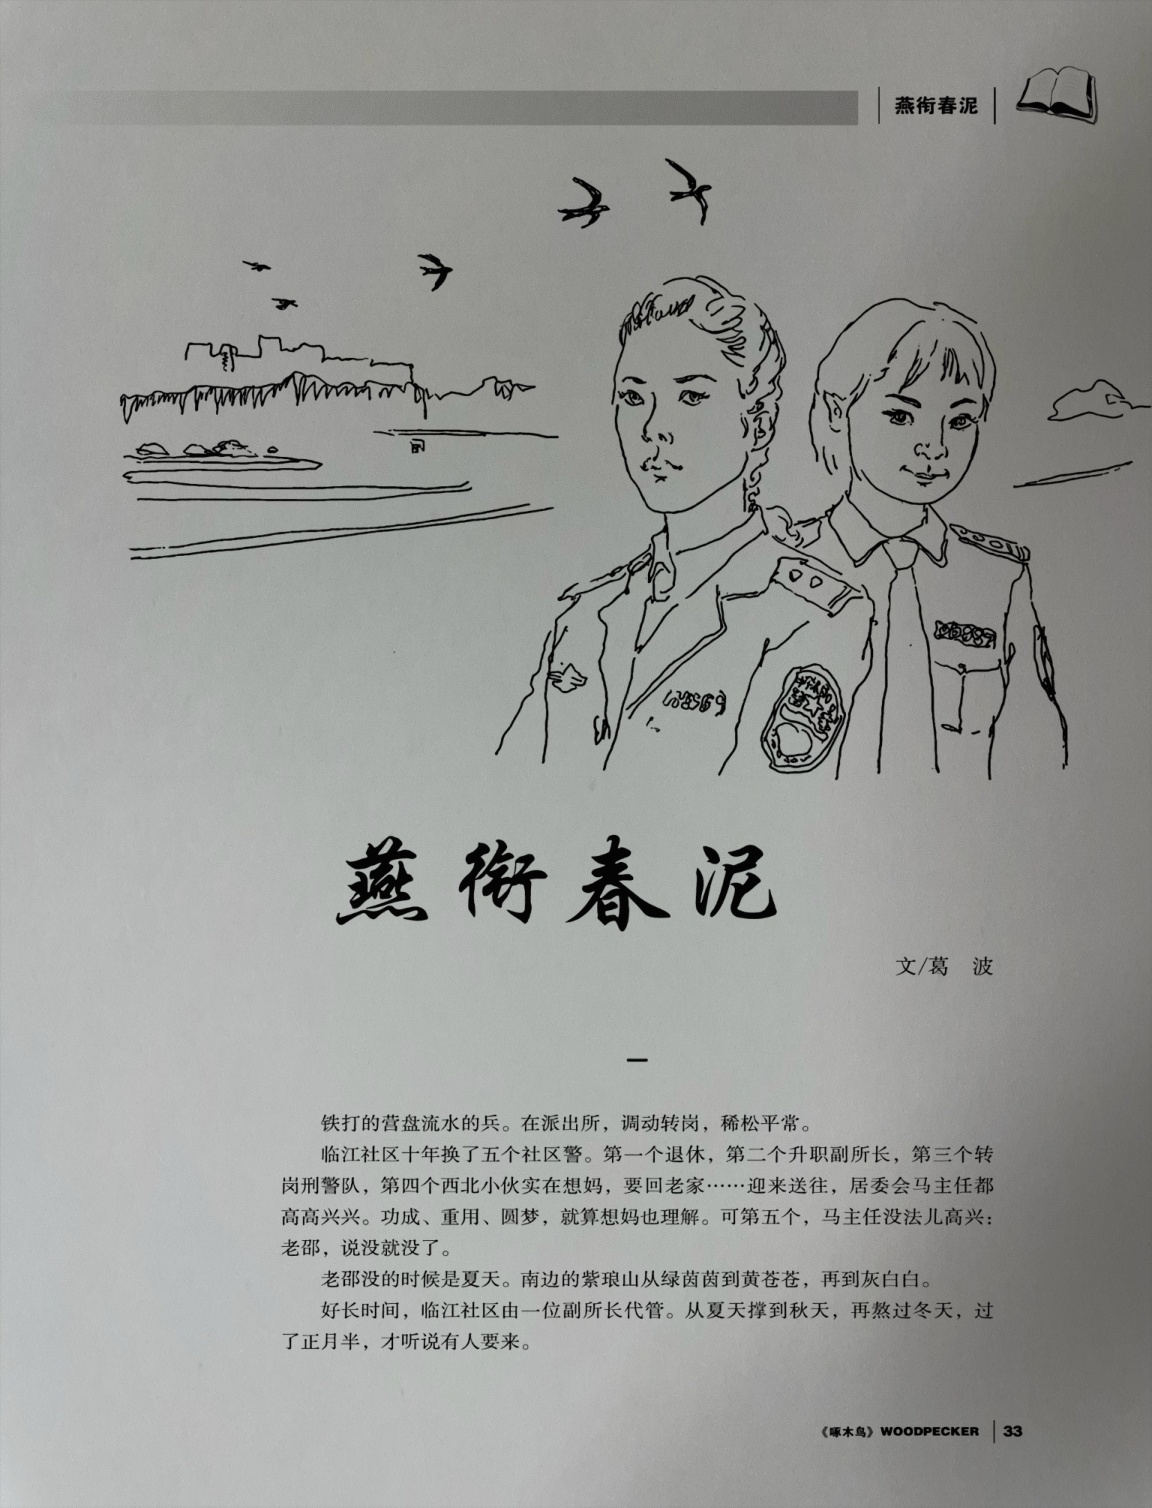 燕衔春泥
燕衔春泥
文/葛 波
一
铁打的营盘流水的兵。在派出所，调动转岗，稀松平常。
临江社区十年换了五个社区警。第一个退休，第二个升职副所长，第三个转
岗刑警队，第四个西北小伙实在想妈，要回老家……迎来送往，居委会马主任都
高高兴兴。功成、重用、圆梦，就算想妈也理解。可第五个，马主任没法儿高兴：
老邵，说没就没了。
老邵没的时候是夏天。南边的紫琅山从绿茵茵到黄苍苍，再到灰白白。
好长时间，临江社区由一位副所长代管。从夏天撑到秋天，再熬过冬天，过
了正月半，才听说有人要来。
《啄木鸟》WOODPECKER 33